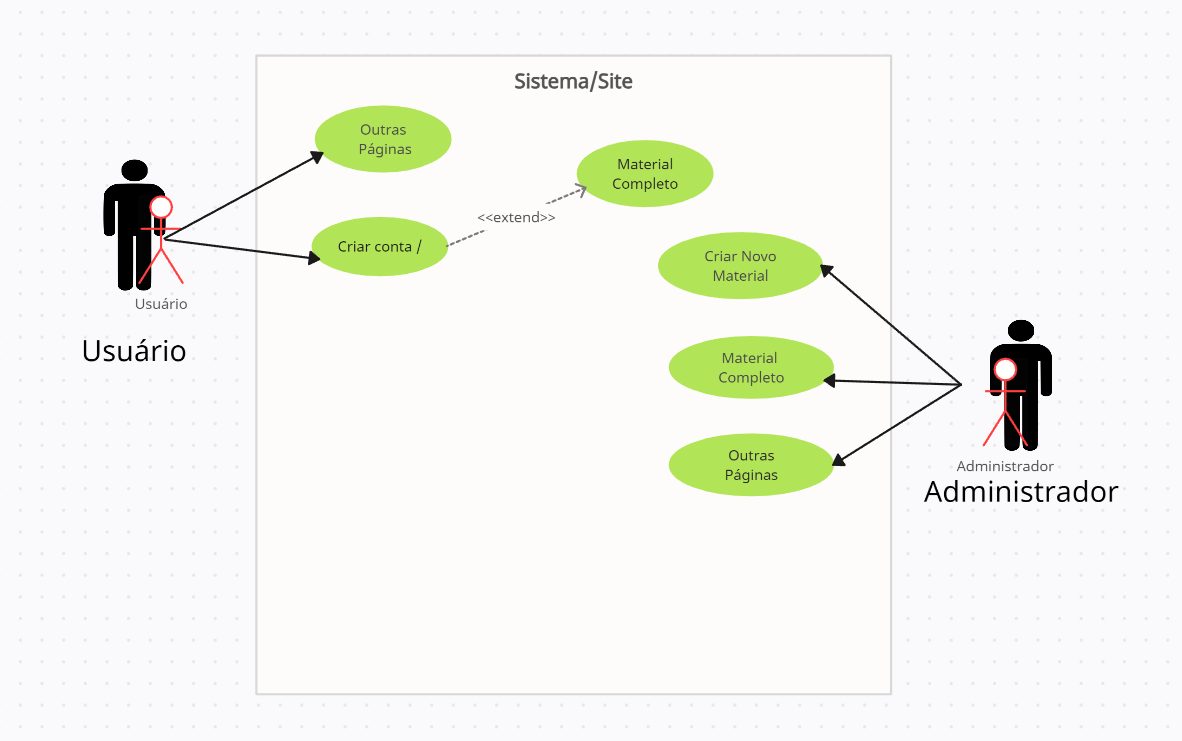 Sistema/Site
Outras
Páginas
Material
Completo
<<extend>>
Criar conta /
Criar Novo
Material
Usuário
Usuário
Material
Completo
Outras
Páginas
Administrador
Administrador